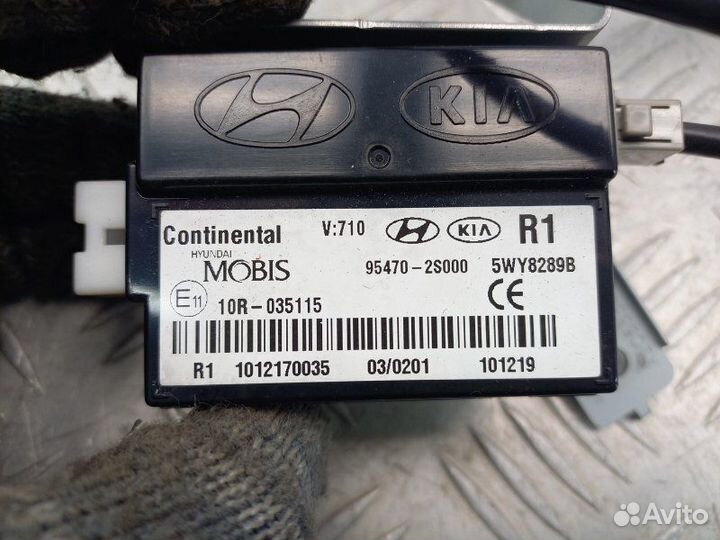 KIA
Continental V:710 KIA R1
HYUNDAI
MOBIS 95470-2S000 5WY8289B
E11 10R-035115 CE
R1 1012170035 03/0201 101219
Avito